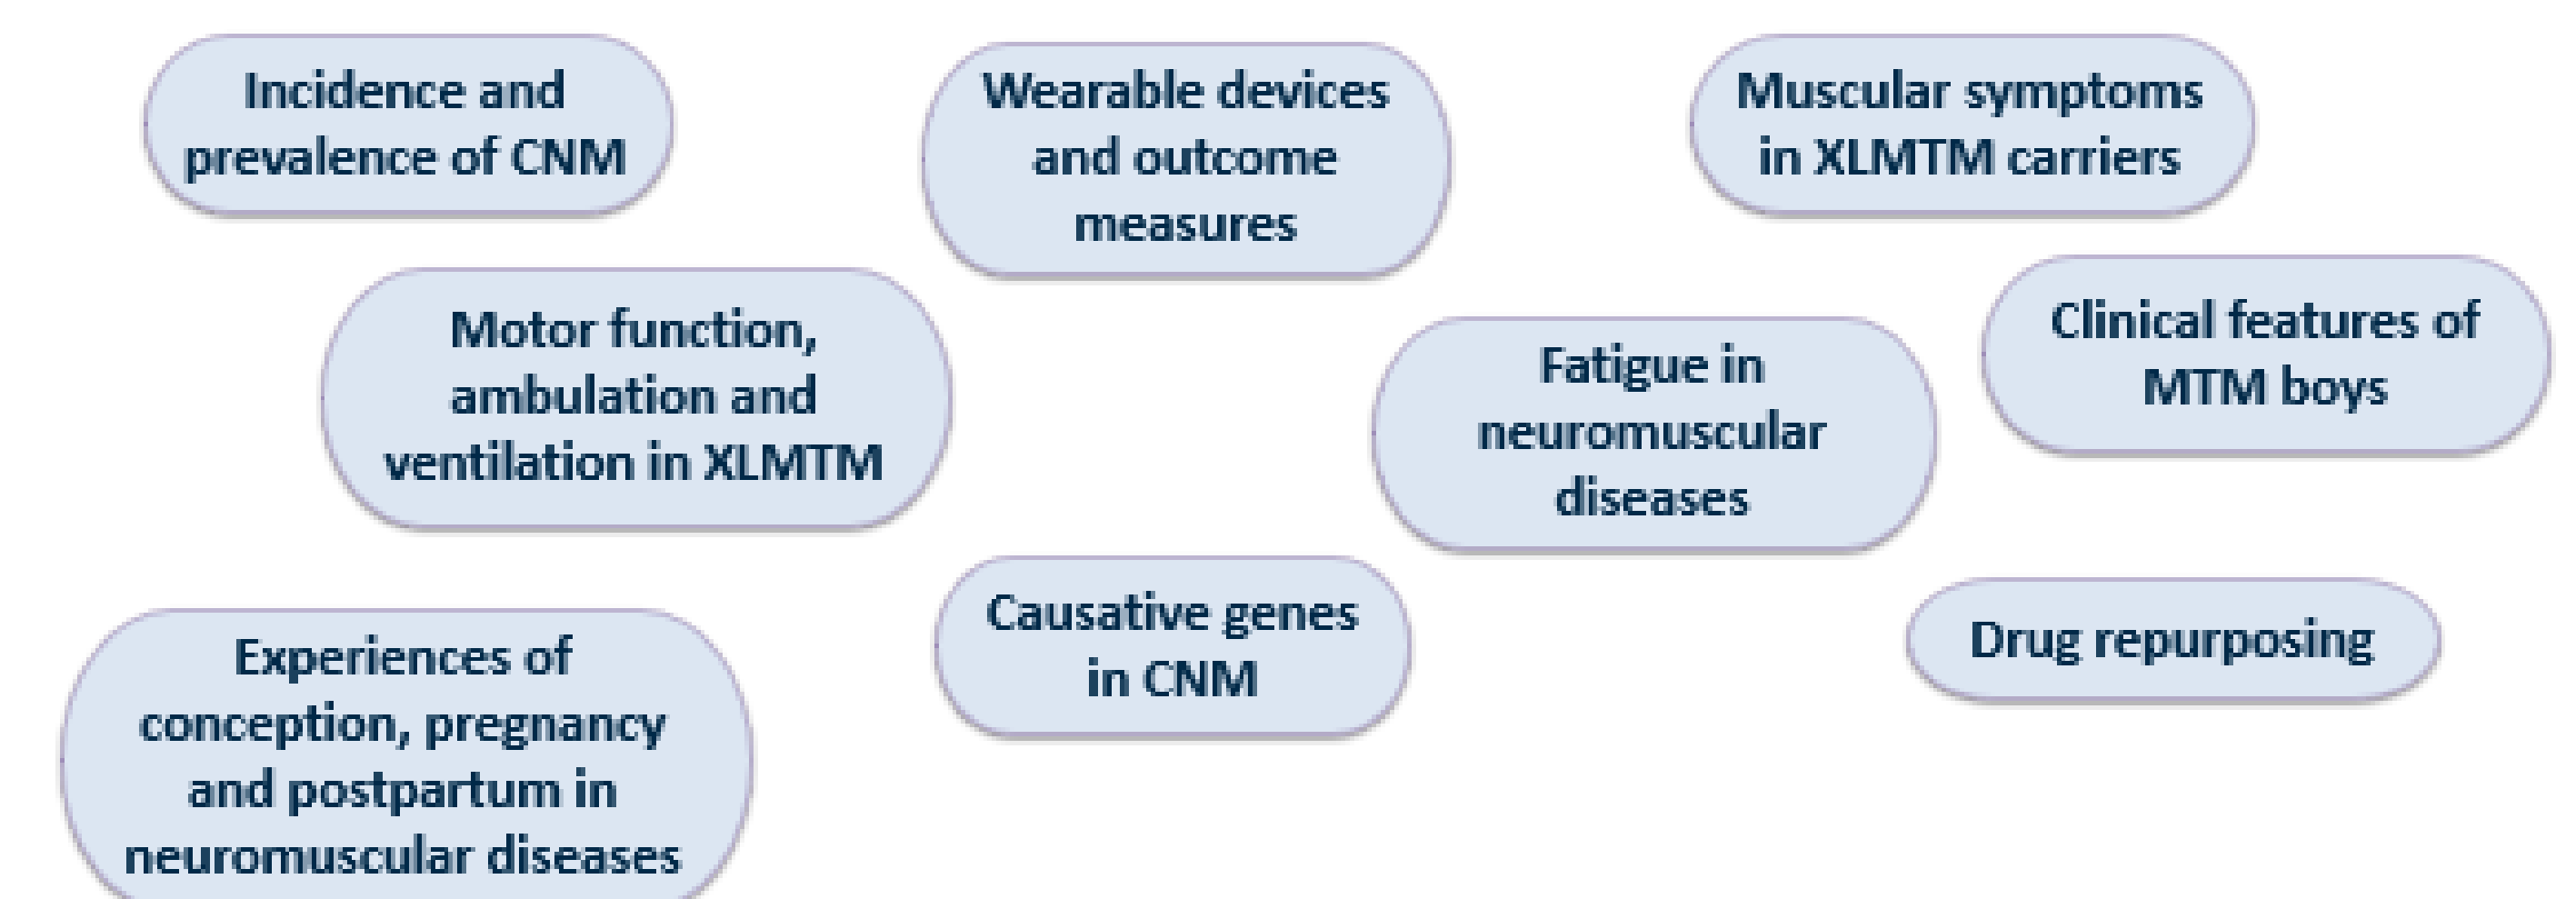 Incidence and
prevalence of CNM
Wearable devices
and outcome
measures
Muscular symptoms
in XLMTM carriers
Motor function,
ambulation and
ventilation in XLMTM
Fatigue in
neuromuscular
diseases
Clinical features of
MTM boys
Experiences of
conception, pregnancy
and postpartum in
neuromuscular diseases
Causative genes
in CNM
Drug repurposing